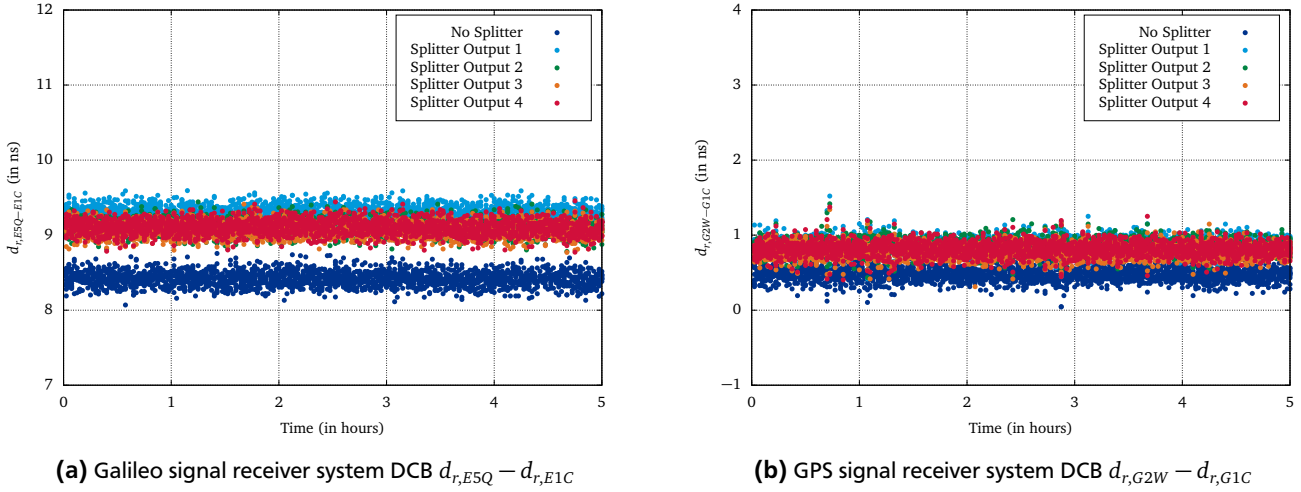 12
11
10
9
8
7
0
1
2
3
4
5
d_{r,E5Q−E1C} (in ns)
Time (in hours)
No Splitter
Splitter Output 1
Splitter Output 2
Splitter Output 3
Splitter Output 4
(a) Galileo signal receiver system DCB d_{r,E5Q} − d_{r,E1C}
4
3
2
1
0
−1
0
1
2
3
4
5
d_{r,G2W−G1C} (in ns)
Time (in hours)
No Splitter
Splitter Output 1
Splitter Output 2
Splitter Output 3
Splitter Output 4
(b) GPS signal receiver system DCB d_{r,G2W} − d_{r,G1C}